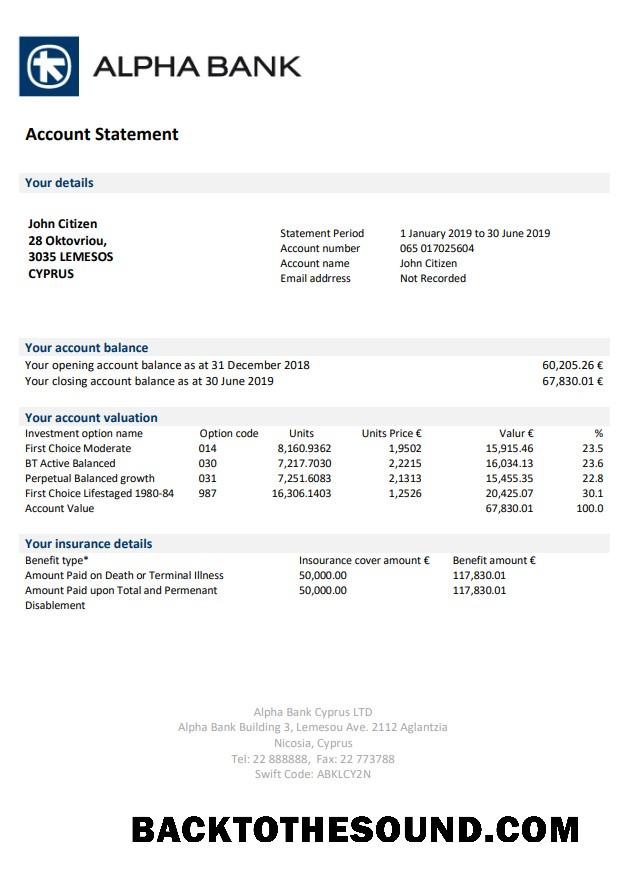 ALPHA BANK
Account Statement
Your details
John Citizen
28 Oktovriou,
3035 LEMESOS
CYPRUS
Statement Period 1 January 2019 to 30 June 2019
Account number 065 017025604
Account name John Citizen
Email addrress Not Recorded
Your account balance
Your opening account balance as at 31 December 2018 60,205.26 €
Your closing account balance as at 30 June 2019 67,830.01 €
Your account valuation
Investment option name Option code Units Units Price € Valur € %
First Choice Moderate 014 8,160.9362 1,9502 15,915.46 23.5
BT Active Balanced 030 7,217.7030 2,2215 16,034.13 23.6
Perpetual Balanced growth 031 7,251.6083 2,1313 15,455.35 22.8
First Choice Lifestaged 1980-84 987 16,306.1403 1,2526 20,425.07 30.1
Account Value 67,830.01 100.0
Your insurance details
Benefit type* Insourance cover amount € Benefit amount €
Amount Paid on Death or Terminal Illness 50,000.00 117,830.01
Amount Paid upon Total and Permenant 50,000.00 117,830.01
Disablement
Alpha Bank Cyprus LTD
Alpha Bank Building 3, Lemesou Ave. 2112 Aglantzia
Nicosia, Cyprus
Tel: 22 888888, Fax: 22 773788
Swift Code: ABKLCY2N
BACKTOTHESOUND.COM